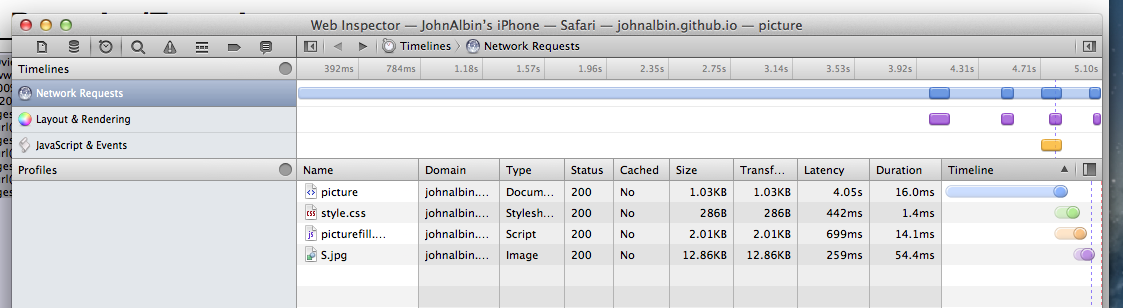 Web Inspector — JohnAlbin's iPhone — Safari — johnalbin.github.io — picture
Timelines 〉 Network Requests
Timelines 392ms 784ms 1.18s 1.57s 1.96s 2.35s 2.75s 3.14s 3.53s 3.92s 4.31s 4.71s 5.10s
Network Requests
Layout & Rendering
JavaScript & Events
Profiles Name Domain Type Status Cached Size Transf... Latency Duration Timeline
picture johnalbin.... Docum... 200 No 1.03KB 1.03KB 4.05s 16.0ms
style.css johnalbin.... Stylesh... 200 No 286B 286B 442ms 1.4ms
picturefill.... johnalbin.... Script 200 No 2.01KB 2.01KB 699ms 14.1ms
S.jpg johnalbin.... Image 200 No 12.86KB 12.86KB 259ms 54.4ms